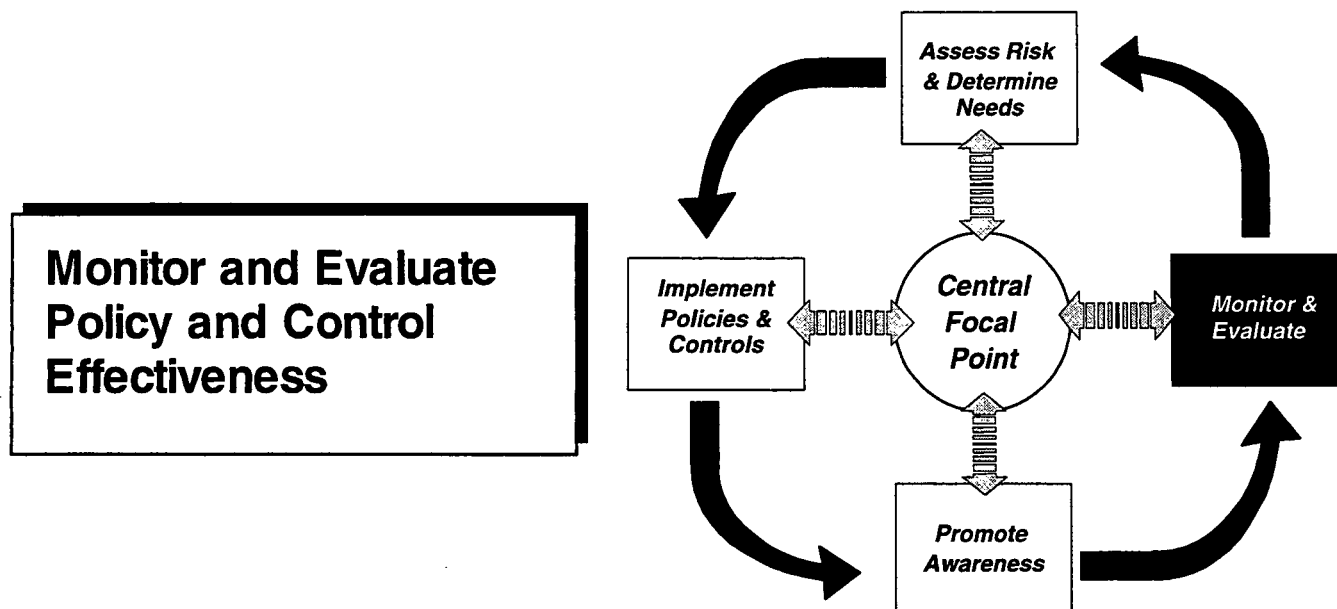 Monitor and Evaluate
Policy and Control
Effectiveness
Assess Risk
& Determine
Needs
Implement
Policies &
Controls
Central
Focal
Point
Monitor &
Evaluate
Promote
Awareness